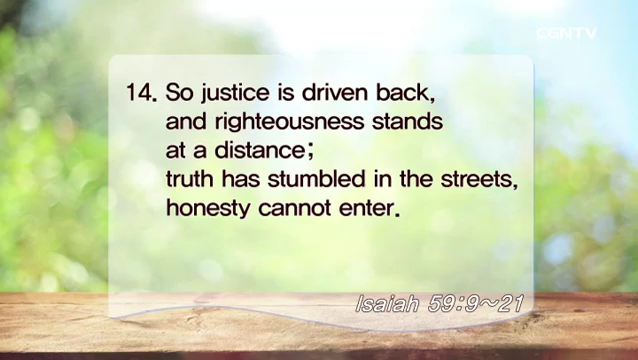 CGNTV
14. So justice is driven back,
and righteousness stands
at a distance;
truth has stumbled in the streets,
honesty cannot enter.
Isaiah 59:9~21